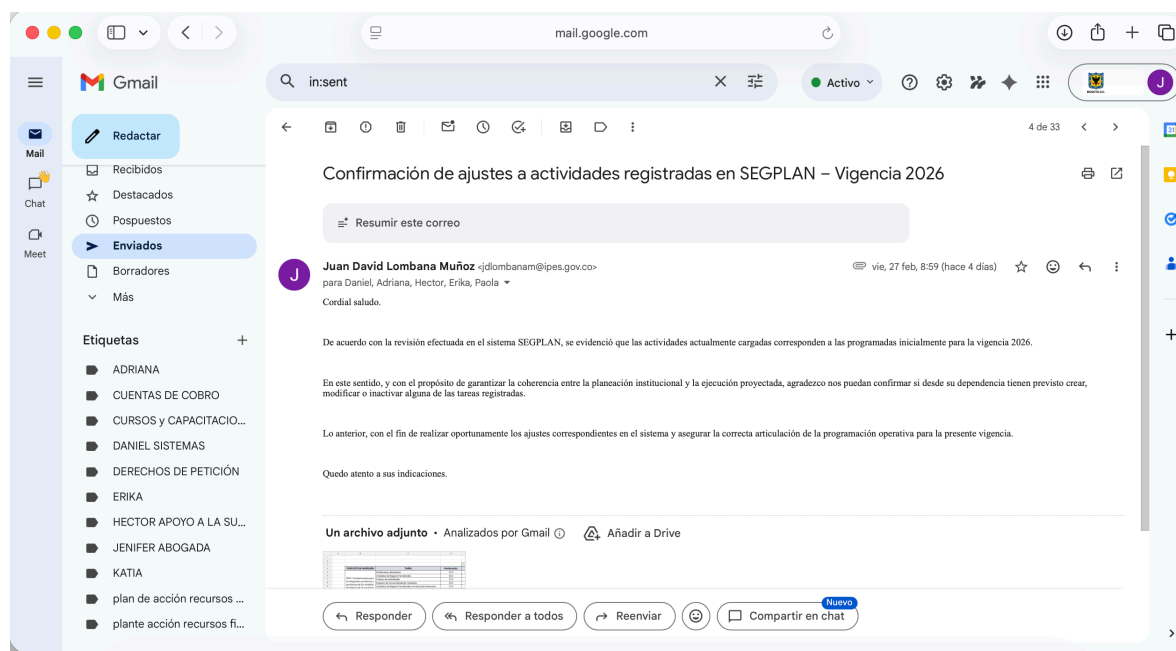 mail.google.com
Gmail
in:sent
Activo
Mail
Chat
Meet
Redactar
Recibidos
Destacados
Pospuestos
Enviados
Borradores
Más
Etiquetas
ADRIANA
CUENTAS DE COBRO
CURSOS y CAPACITACIO...
DANIEL SISTEMAS
DERECHOS DE PETICIÓN
ERIKA
HECTOR APOYO A LA SU...
JENIFER ABOGADA
KATIA
plan de acción recursos ...
plante acción recursos fi...
4 de 33
Confirmación de ajustes a actividades registradas en SEGPLAN – Vigencia 2026
Resumir este correo
J
Juan David Lombana Muñoz <jdlombanam@ipes.gov.co>
vie, 27 feb, 8:59 (hace 4 días)
para Daniel, Adriana, Hector, Erika, Paola
Cordial saludo.
De acuerdo con la revisión efectuada en el sistema SEGPLAN, se evidenció que las actividades actualmente cargadas corresponden a las programadas inicialmente para la vigencia 2026.
En este sentido, y con el propósito de garantizar la coherencia entre la planeación institucional y la ejecución proyectada, agradezco nos puedan confirmar si desde su dependencia tienen previsto crear,
modificar o inactivar alguna de las tareas registradas.
Lo anterior, con el fin de realizar oportunamente los ajustes correspondientes en el sistema y asegurar la correcta articulación de la programación operativa para la presente vigencia.
Quedo atento a sus indicaciones.
Un archivo adjunto • Analizados por Gmail
Añadir a Drive
Responder
Responder a todos
Reenviar
Compartir en chat
Nuevo
J
31